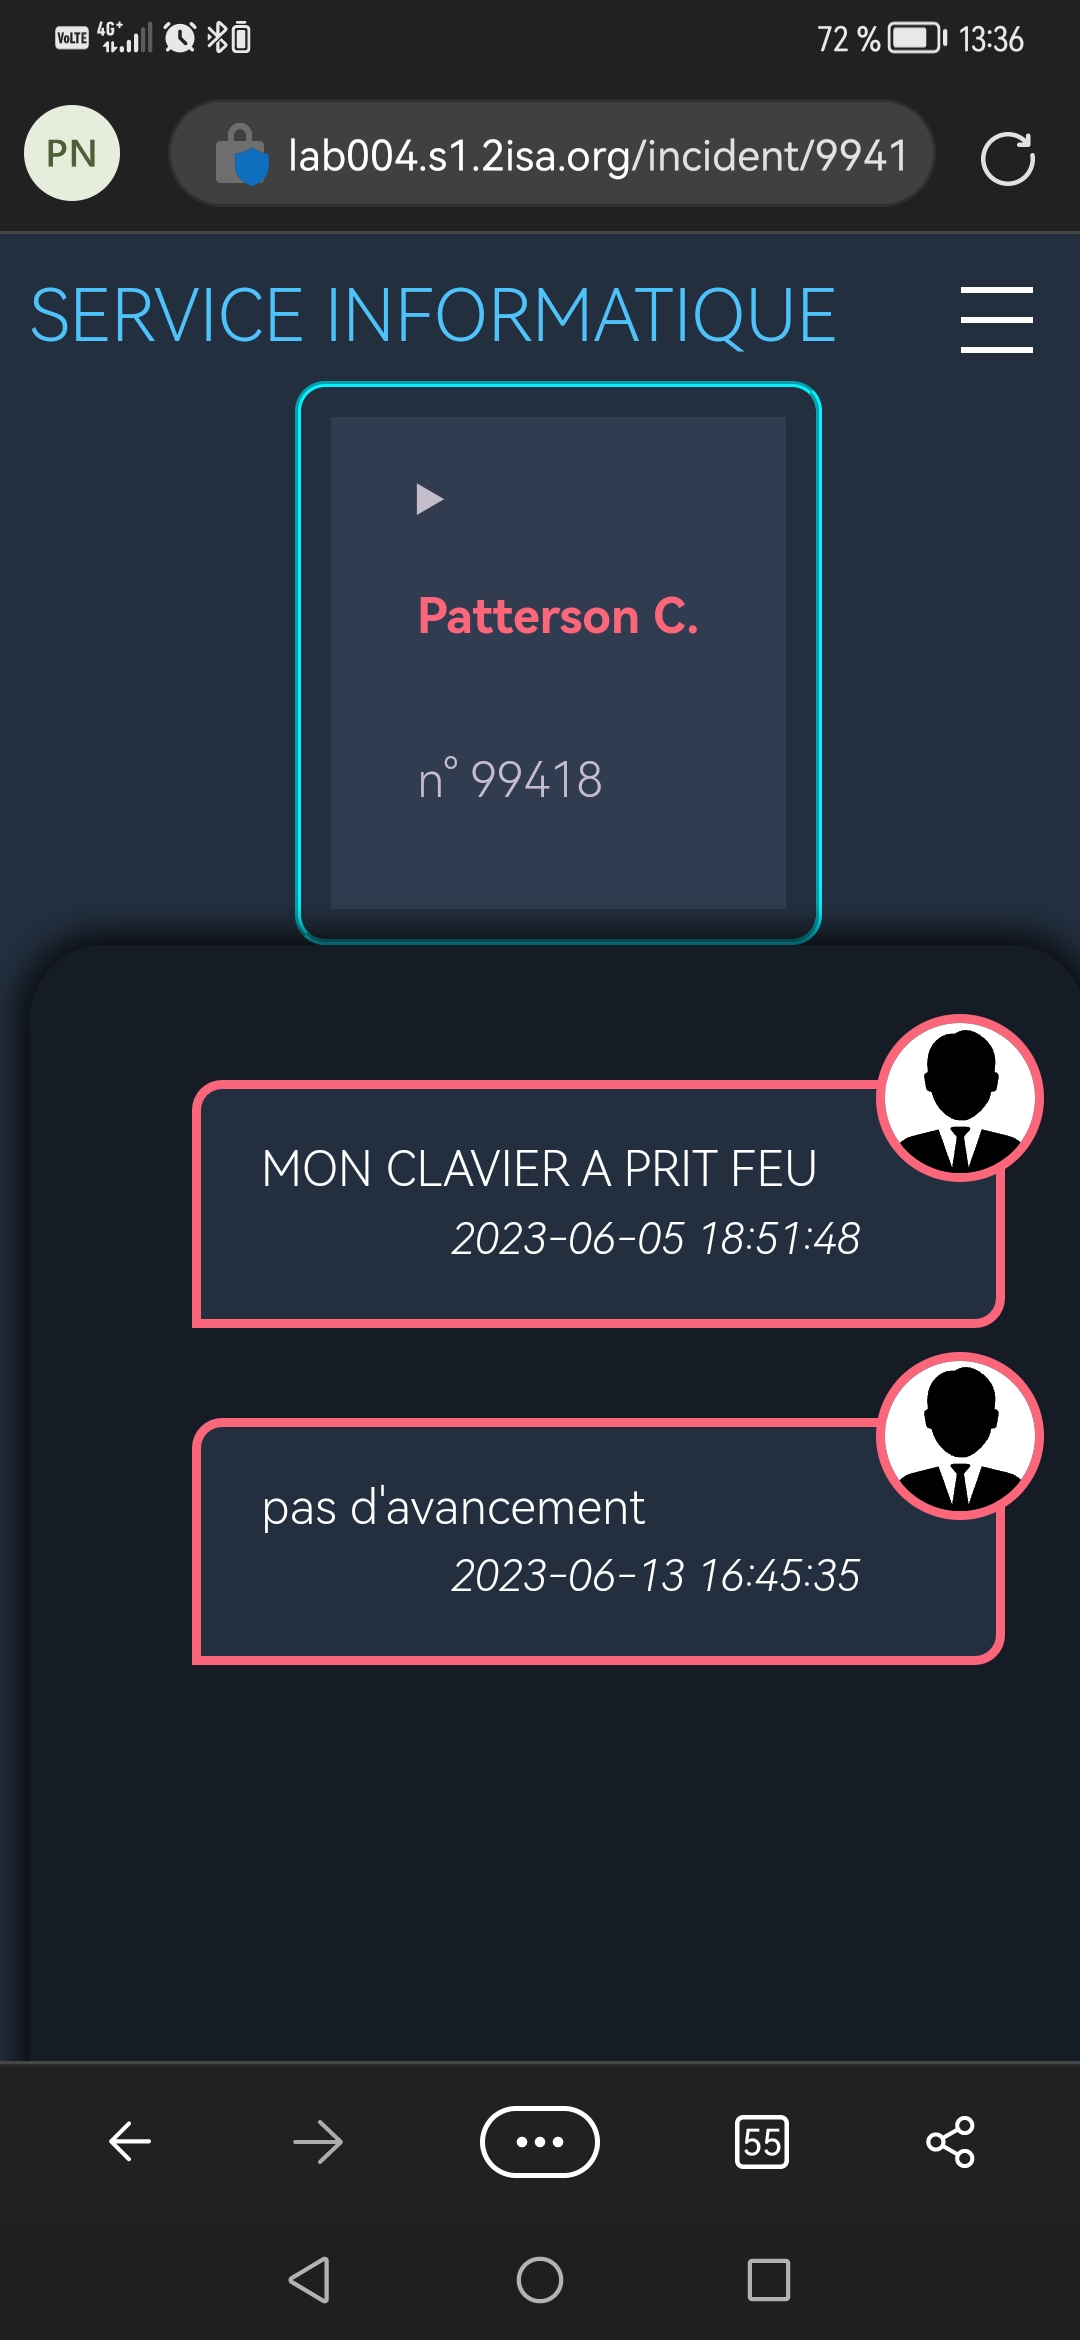 VoLTE 4G+ 72 % 13:36
PN lab004.s1.2isa.org/incident/9941
SERVICE INFORMATIQUE
Patterson C.
n° 99418
MON CLAVIER A PRIT FEU
2023-06-05 18:51:48
pas d'avancement
2023-06-13 16:45:35
55